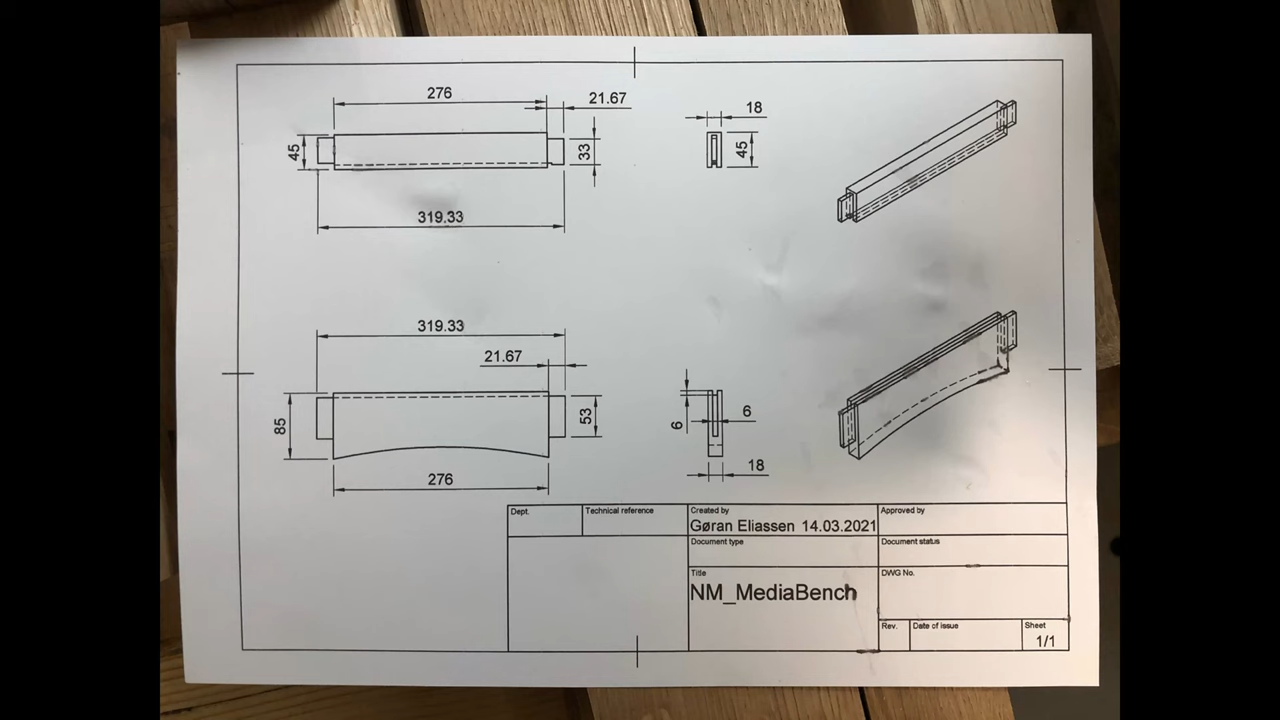 276
21.67
18
45
33
45
319.33
319.33
21.67
85
53
6
6
276
18
Dept.
Technical reference
Created by
Gøran Eliassen 14.03.2021
Approved by
Document type
Document status
Title
NM_MediaBench
DWG No.
Rev.
Date of issue
Sheet
1/1